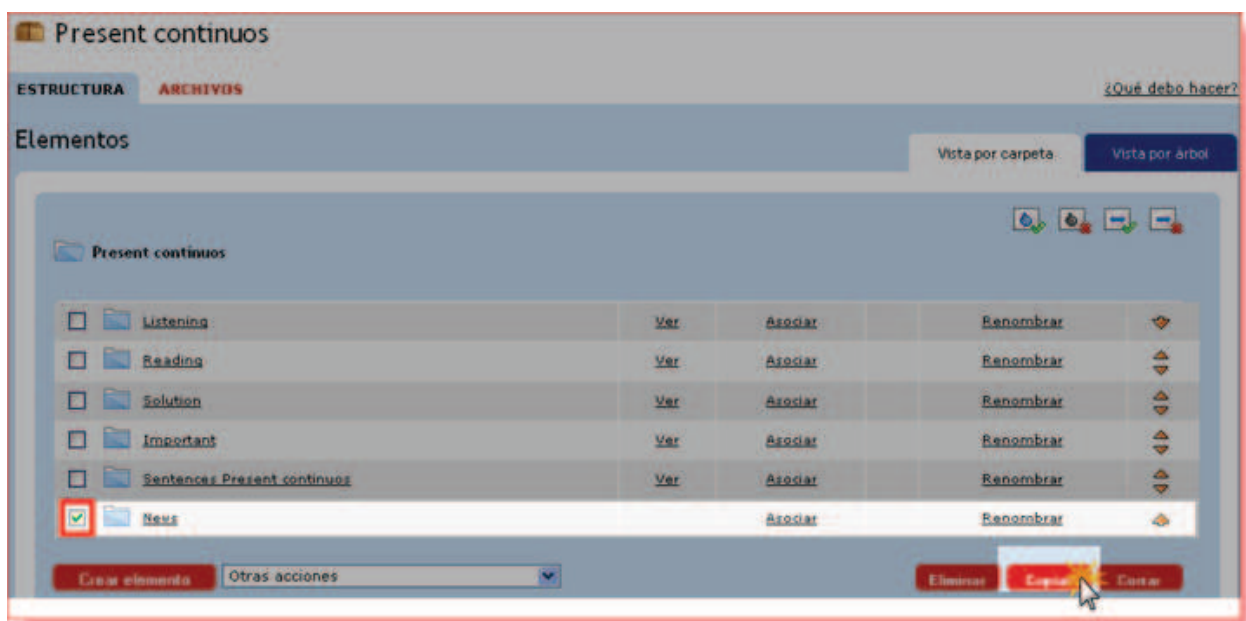 Present continuos
ESTRUCTURA ARCHIVOS ¿Qué debo hacer?
Elementos
Vista por carpeta Vista por árbol
Present continuos
Listening Ver Asociar Renombrar
Reading Ver Asociar Renombrar
Solution Ver Asociar Renombrar
Important Ver Asociar Renombrar
Sentences Present continuos Ver Asociar Renombrar
News Asociar Renombrar
Crear elemento Otras acciones Eliminar Copiar Cortar